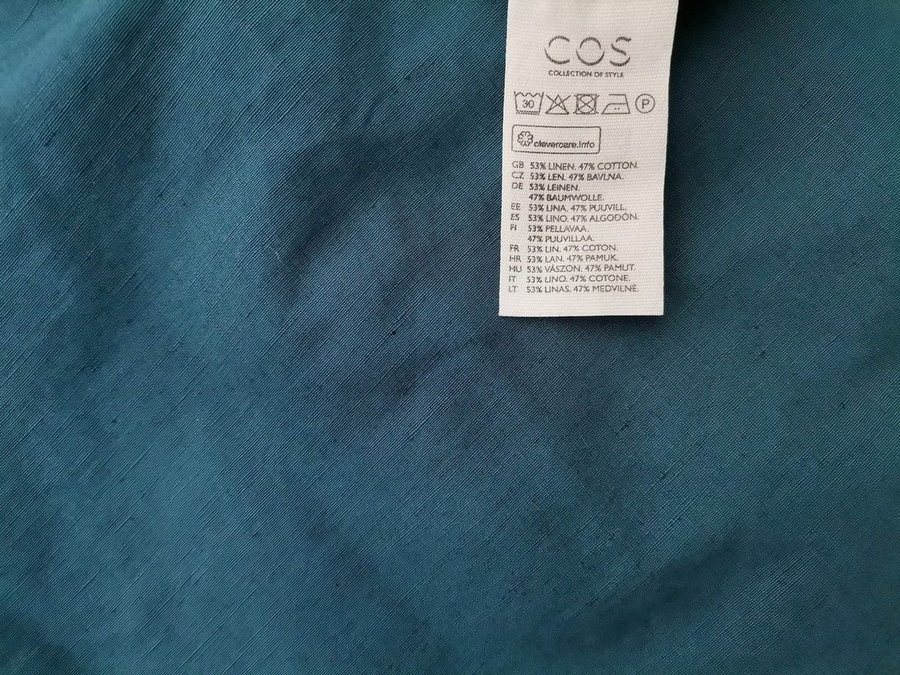 COS
COLLECTION OF STYLE
30 P
clevercare.info
GB 53% LINEN. 47% COTTON.
CZ 53% LEN. 47% BAVLNA.
DE 53% LEINEN.
47% BAUMWOLLE.
EE 53% LINA. 47% PUUVILL.
ES 53% LINO. 47% ALGODÓN.
FI 53% PELLAVAA.
47% PUUVILLAA.
FR 53% LIN. 47% COTON.
HR 53% LAN. 47% PAMUK.
HU 53% VÁSZON. 47% PAMUT.
IT 53% LINO. 47% COTONE.
LT 53% LINAS. 47% MEDVILNĖ.